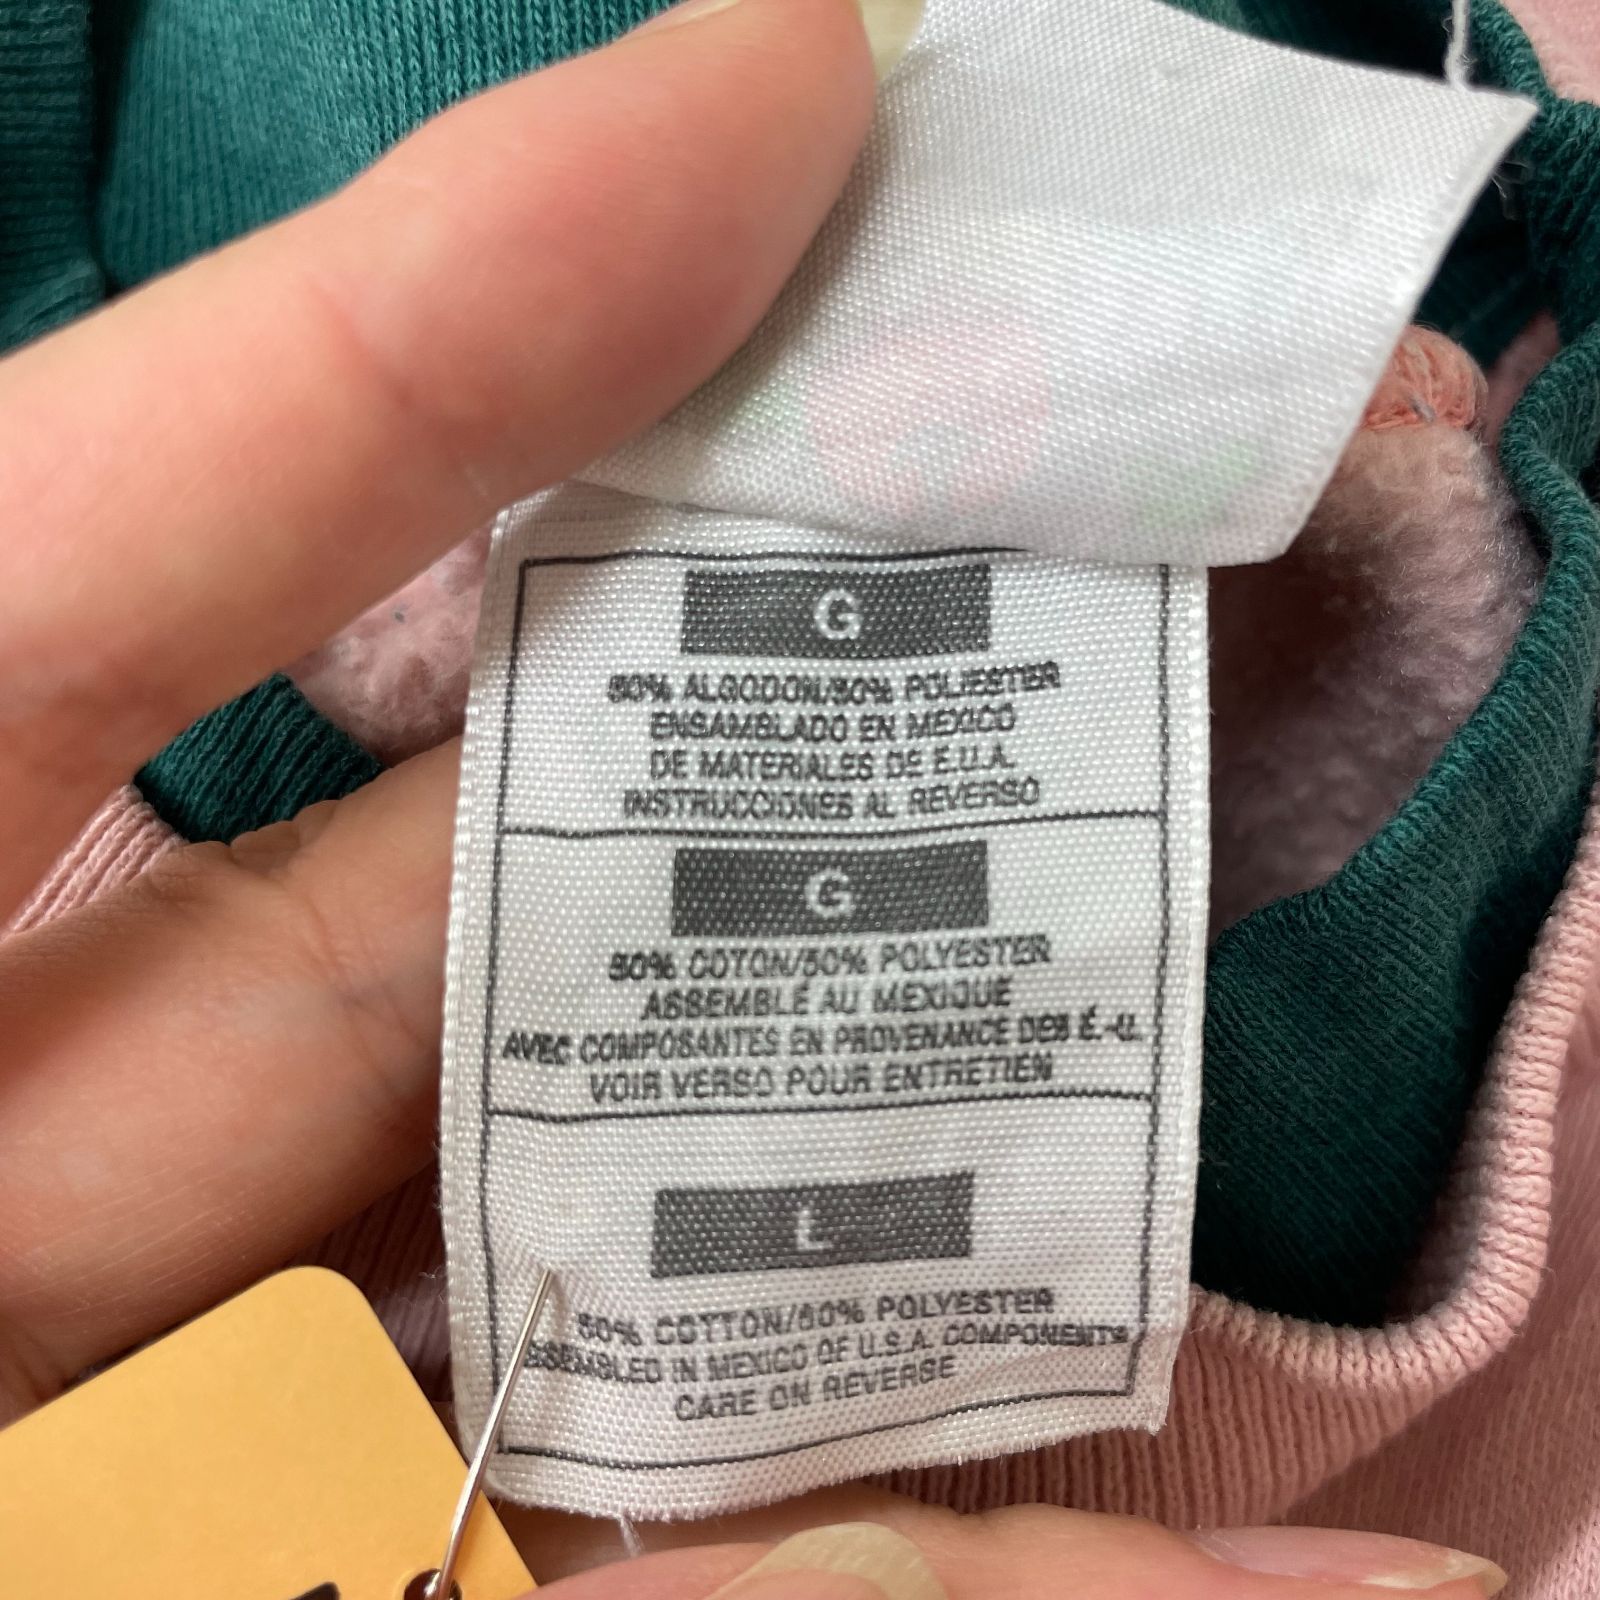 G
50% ALGODON/50% POLIESTER
ENSAMBLADO EN MEXICO
DE MATERIALES DE E.U.A.
INSTRUCCIONES AL REVERSO
G
50% COTON/50% POLYESTER
ASSEMBLÉ AU MEXIQUE
AVEC COMPOSANTES EN PROVENANCE DES É.-U.
VOIR VERSO POUR ENTRETIEN
L
50% COTTON/50% POLYESTER
ASSEMBLED IN MEXICO OF U.S.A. COMPONENTS
CARE ON REVERSE